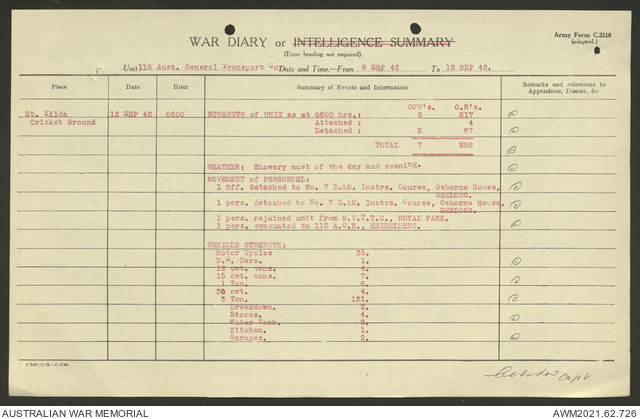 Army Form C.2118
(adapted.)
WAR DIARY or INTELLIGENCE SUMMARY
(Erase heading not required).
Unit 118 Aust. General Transport Coy Date and Time.—From 6 SEP 42 To 12 SEP 42.
Place Date Hour Summary of Events and Information Remarks and references to Appendices, Diaries, &c.
OFF's. O.R's.
St. Kilda 12 SEP 42 0600 STRENGTH of UNIT as at 0600 hrs.: 5 217
Cricket Ground Attached : 4
Detached : 2 67
TOTAL 7 288
WEATHER: Showery most of the day and evening.
MOVEMENT of PERSONNEL:
1 Off. detached to No. 7 D.&M. Instrs. Course, Osborne House,
GEELONG.
1 pers. detached to No. 7 D.&M. Instrs. Course, Osborne House,
GEELONG.
1 pers. rejoined unit from M.V.T.T.G., ROYAL PARK.
1 pers. evacuated to 115 A.G.H., HEIDELBERG.
VEHICLE STRENGTH:
Motor Cycles 35.
Cars. 1.
12 cwt. vans. 4.
15 cwt. vans. 7.
1 Ton. 6.
30 cwt. 4.
3 Ton. 131.
Breakdown. 2.
Stores. 4.
Water Tank. 2.
Kitchen. 1.
Garages. 2.
AUSTRALIAN WAR MEMORIAL
AWM2021.62.726